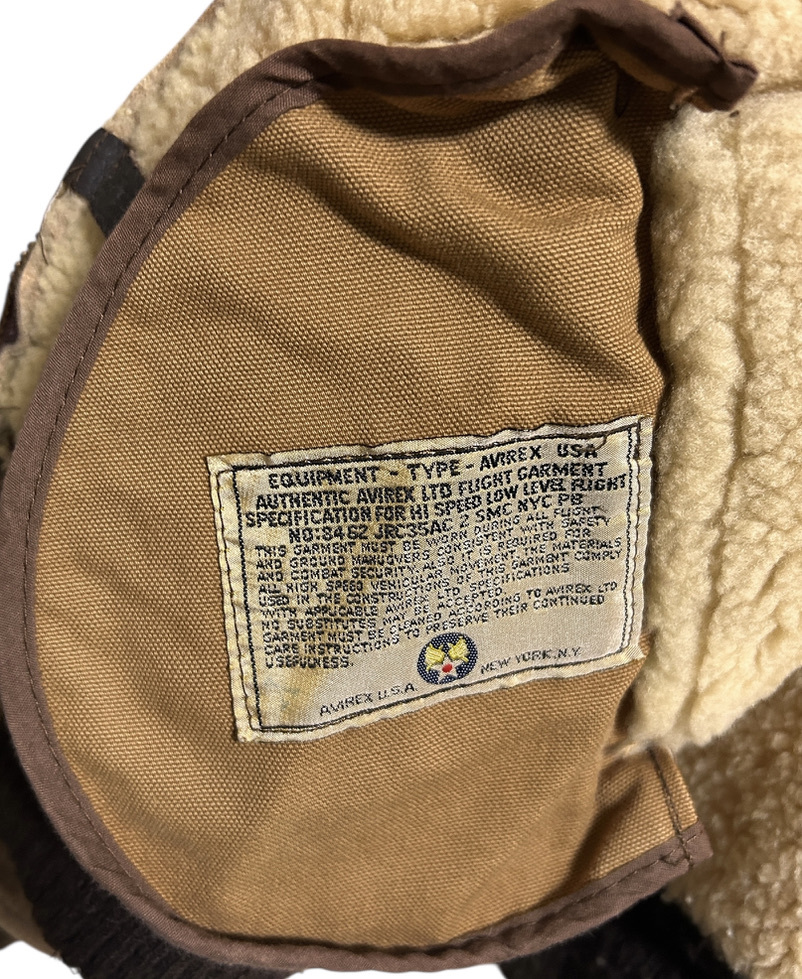 EQUIPMENT - TYPE - AVIREX USA
AUTHENTIC AVIREX LTD FLIGHT GARMENT
SPECIFICATION FOR HI SPEED LOW LEVEL FLIGHT
NO: 8462 JRC35AC 2 SMC NYC PB
THIS GARMENT MUST BE WORN DURING ALL FLIGHT
AND GROUND MANUOVERS CONSISTENT WITH SAFETY
AND COMBAT SECURITY. ALSO IT IS REQUIRED FOR
ALL HIGH SPEED VEHICULAR MOVEMENT. THE MATERIALS
USED IN THE CONSTRUCTIONS OF THIS GARMENT COMPLY
WITH APPLICABLE AVIREX LTD SPECIFICATIONS
NO SUBSTITUTES MAY BE ACCEPTED.
GARMENT MUST BE CLEANED ACCORDING TO AVIREX LTD
CARE INSTRUCTIONS TO PRESERVE THEIR CONTINUED
USEFULNESS.
AVIREX U.S.A. NEW YORK, N.Y.